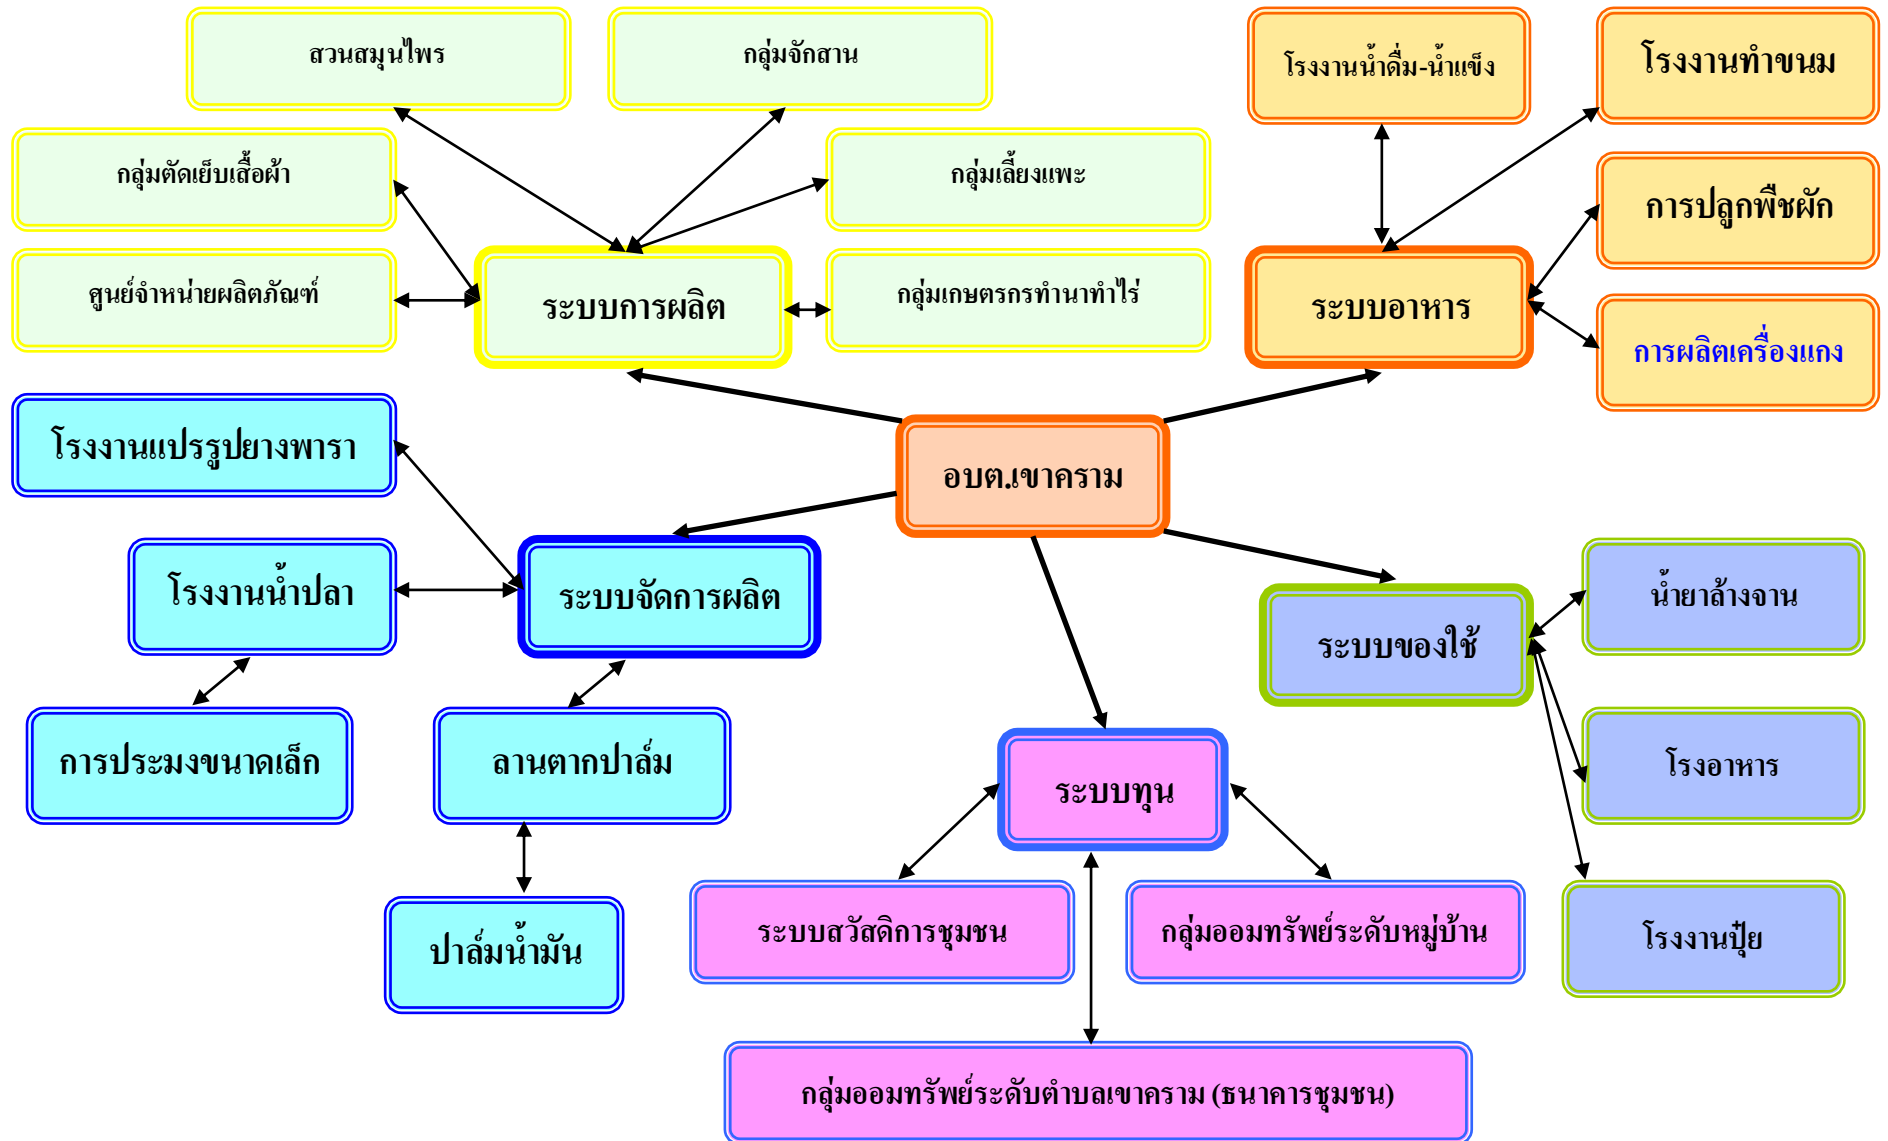 สวนสมุนไพร
กลุ่มจักสาน
โรงงานน้ำดื่ม-น้ำแข็ง
โรงงานทำขนม
กลุ่มตัดเย็บเสื้อผ้า
กลุ่มเลี้ยงแพะ
การปลูกพืชผัก
ศูนย์จำหน่ายผลิตภัณฑ์
ระบบการผลิต
กลุ่มเกษตรกรทำนาทำไร่
ระบบอาหาร
การผลิตเครื่องแกง
โรงงานแปรรูปยางพารา
อบต.เขาคราม
โรงงานน้ำปลา
ระบบจัดการผลิต
น้ำยาล้างจาน
ระบบของใช้
การประมงขนาดเล็ก
ลานตากปาล์ม
ระบบทุน
โรงอาหาร
ปาล์มน้ำมัน
ระบบสวัสดิการชุมชน
กลุ่มออมทรัพย์ระดับหมู่บ้าน
โรงงานปุ๋ย
กลุ่มออมทรัพย์ระดับตำบลเขาคราม (ธนาคารชุมชน)